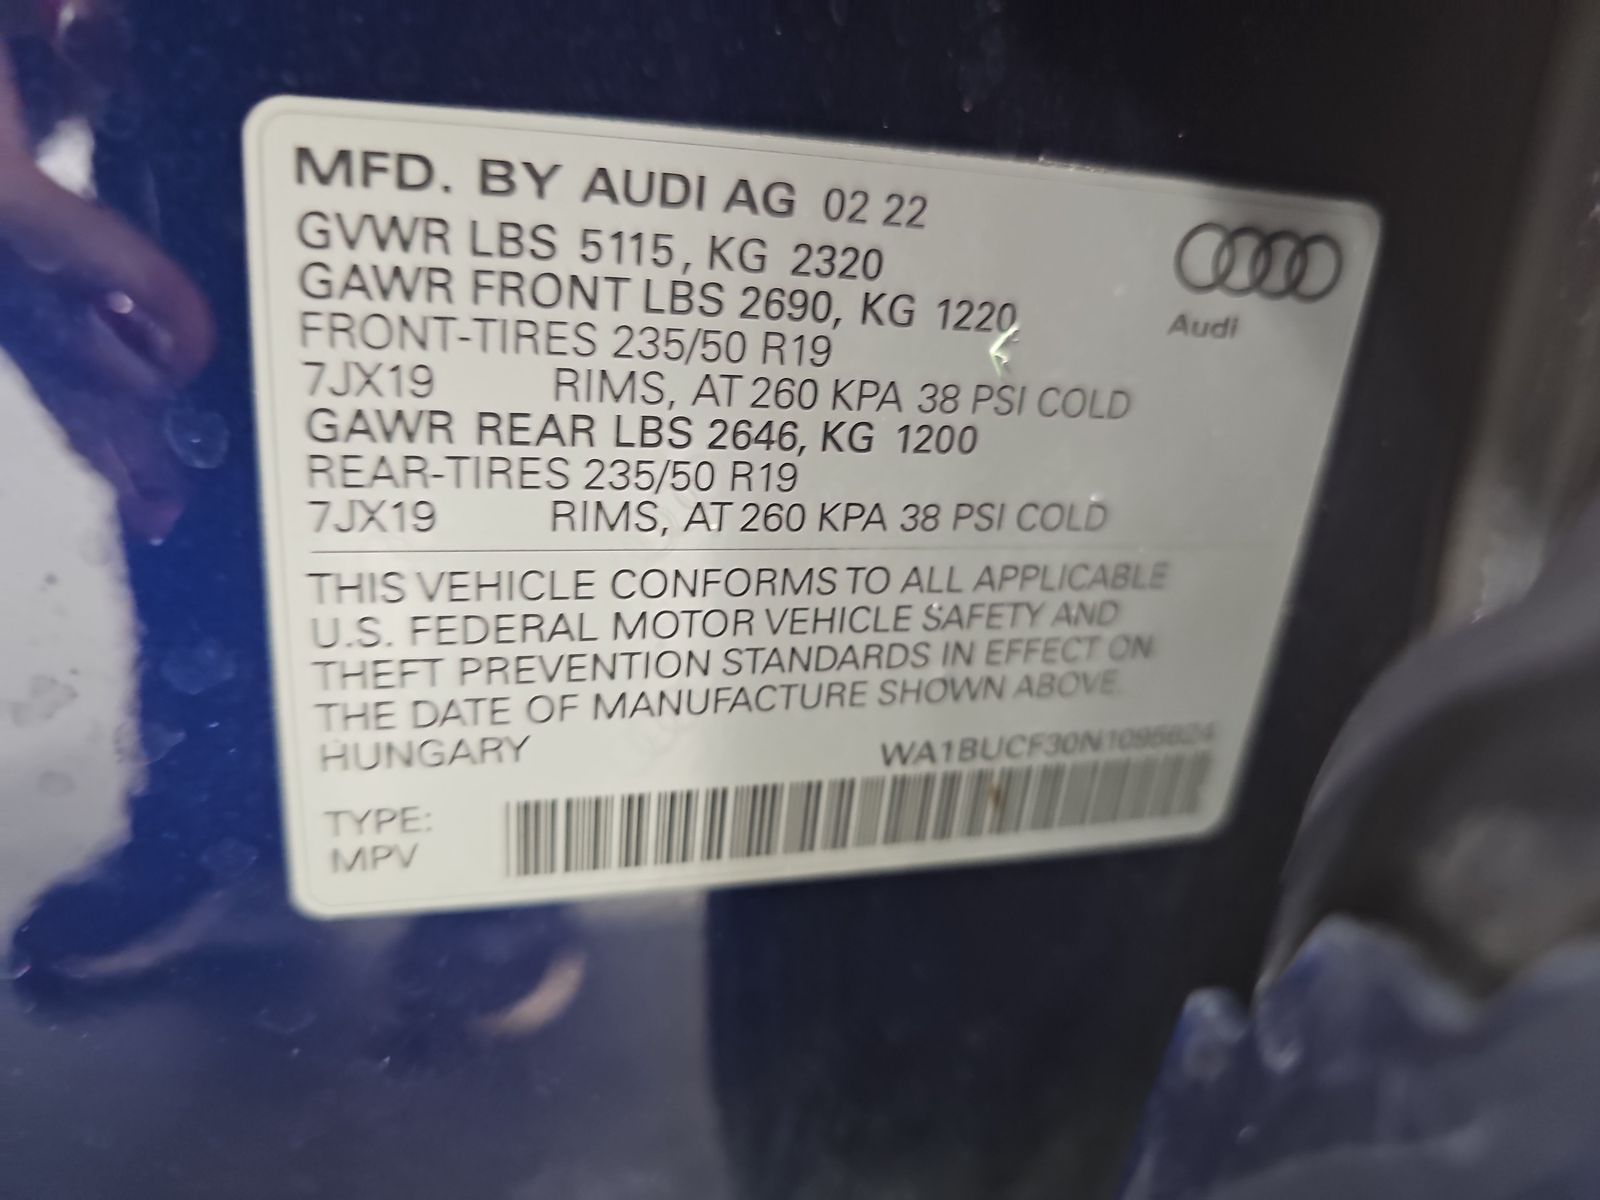 MFD. BY AUDI AG 02 22
GVWR LBS 5115, KG 2320
GAWR FRONT LBS 2690, KG 1220
FRONT-TIRES 235/50 R19
7JX19 RIMS, AT 260 KPA 38 PSI COLD
GAWR REAR LBS 2646, KG 1200
REAR-TIRES 235/50 R19
7JX19 RIMS, AT 260 KPA 38 PSI COLD
Audi
THIS VEHICLE CONFORMS TO ALL APPLICABLE
U.S. FEDERAL MOTOR VEHICLE SAFETY AND
THEFT PREVENTION STANDARDS IN EFFECT ON
THE DATE OF MANUFACTURE SHOWN ABOVE.
HUNGARY
TYPE:
MPV